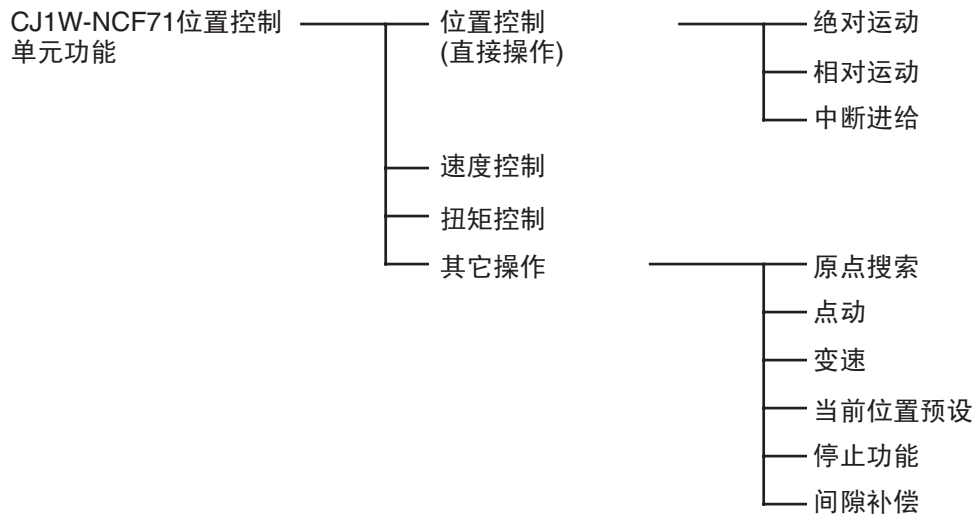 CJ1W-NCF71位置控制
单元功能
位置控制
(直接操作)
绝对运动
相对运动
中断进给
速度控制
扭矩控制
其它操作
原点搜索
点动
变速
当前位置预设
停止功能
间隙补偿